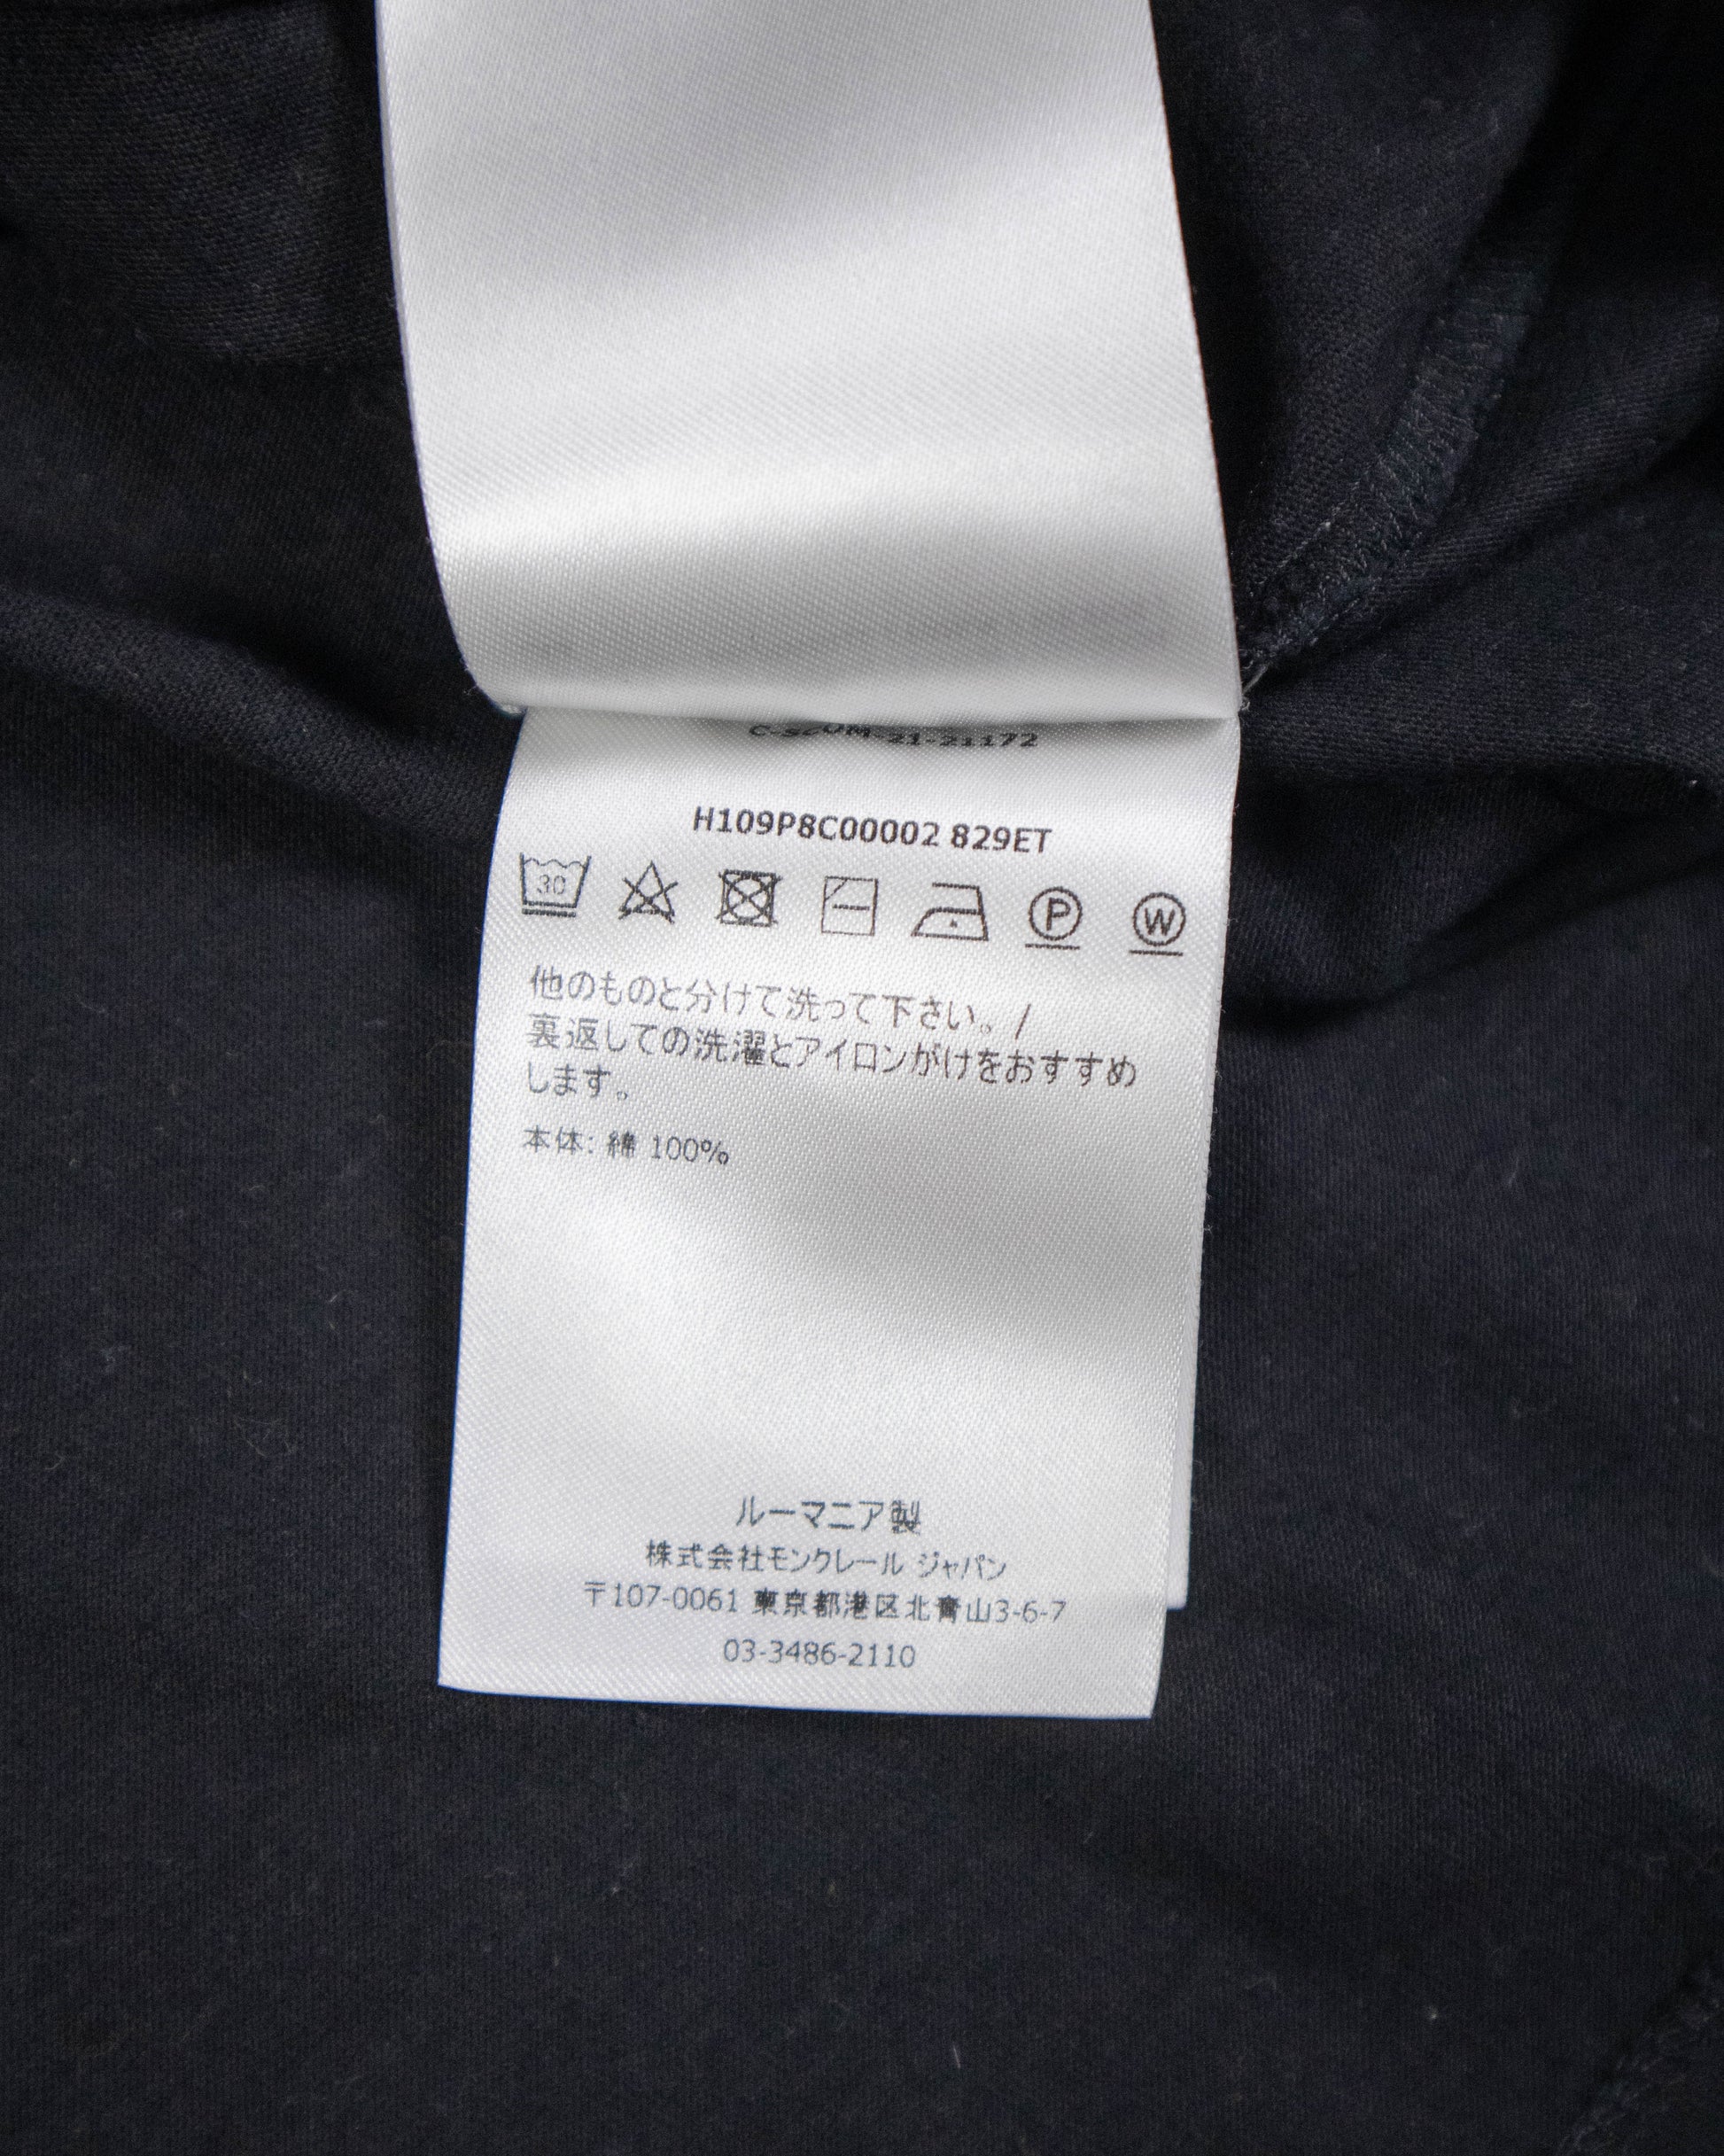 H109P8C00002 829ET
30
P W
他のものと分けて洗って下さい。/
裏返しての洗濯とアイロンがけをおすすめ
します。
本体: 綿 100%
ルーマニア製
株式会社モンクレール ジャパン
〒107-0061 東京都港区北青山3-6-7
03-3486-2110